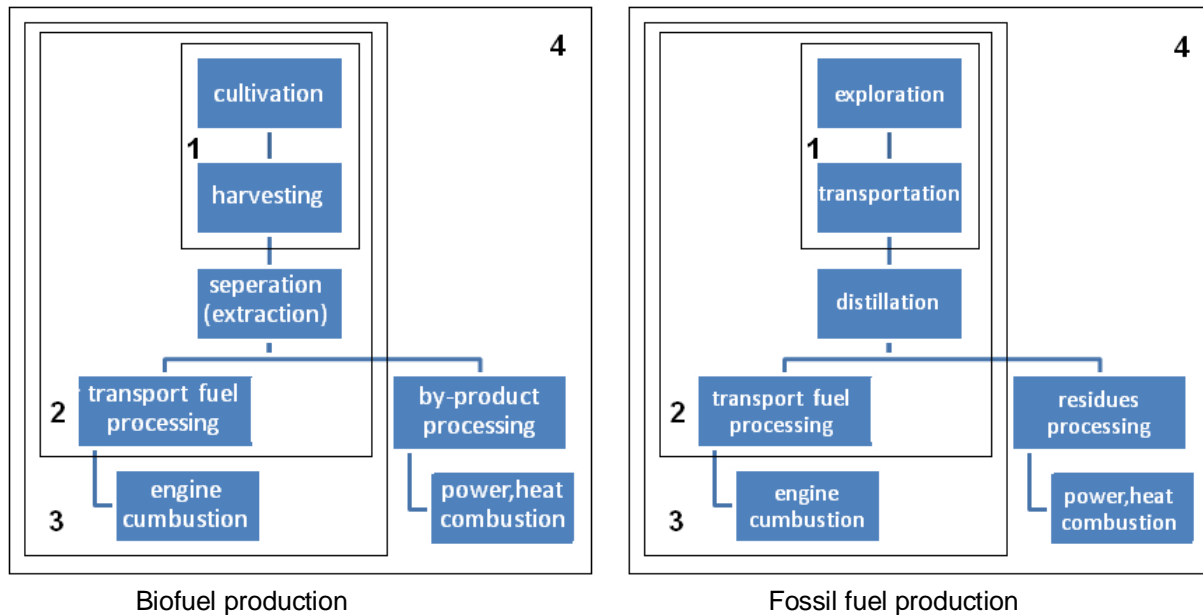 4
cultivation
1
harvesting
seperation
(extraction)
transport fuel
processing
2
by-product
processing
engine
cumbustion
3
power,heat
combustion
Biofuel production
4
exploration
1
transportation
distillation
transport fuel
processing
2
residues
processing
engine
cumbustion
3
power,heat
combustion
Fossil fuel production